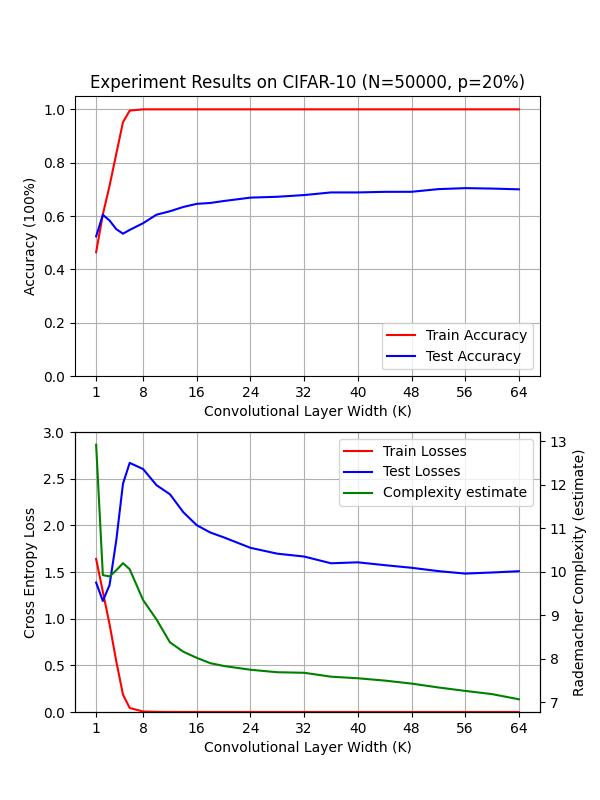 Experiment Results on CIFAR-10 (N=50000, p=20%)
1.0
0.8
0.6
0.4
0.2
0.0
Accuracy (100%)
Train Accuracy
Test Accuracy
1 8 16 24 32 40 48 56 64
Convolutional Layer Width (K)
3.0
2.5
2.0
1.5
1.0
0.5
0.0
Cross Entropy Loss
Train Losses
Test Losses
Complexity estimate
13
12
11
10
9
8
7
Rademacher Complexity (estimate)
1 8 16 24 32 40 48 56 64
Convolutional Layer Width (K)